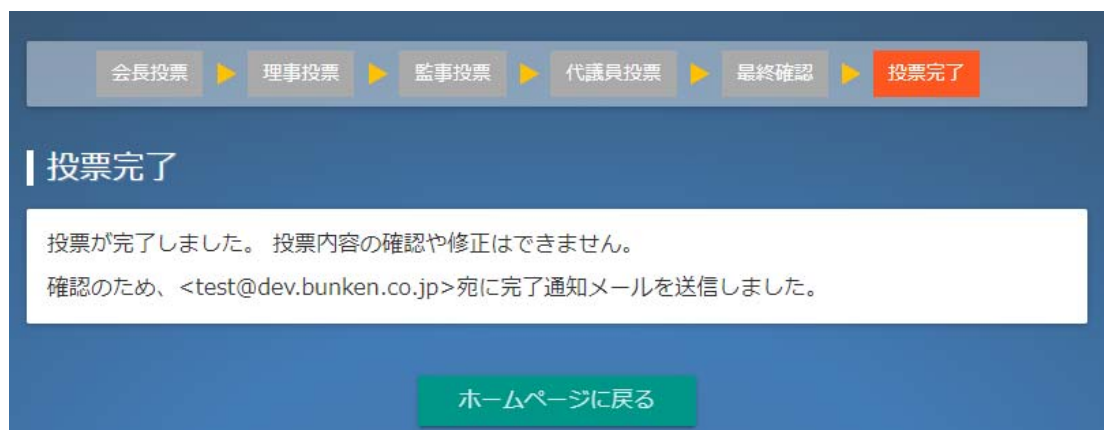 会長投票 ▶ 理事投票 ▶ 監事投票 ▶ 代議員投票 ▶ 最終確認 ▶ 投票完了
投票完了
投票が完了しました。 投票内容の確認や修正はできません。
確認のため、<test@dev.bunken.co.jp>宛に完了通知メールを送信しました。
ホームページに戻る